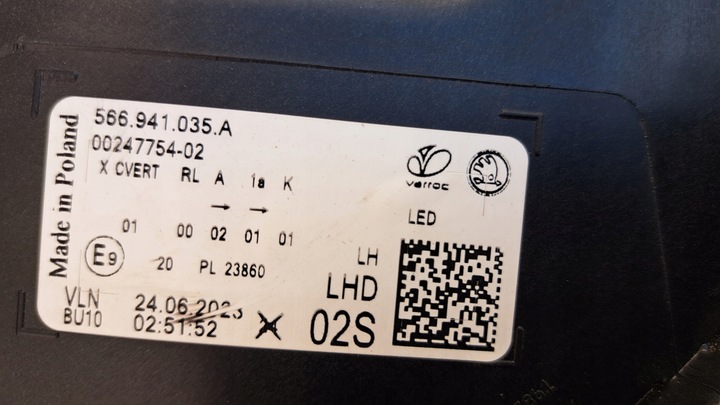 566.941.035.A
00247754-02
X CVERT RL A 1a K
→ →
01 00 02 01 01
E9
20 PL 23860
Made in Poland
varroc
LED
LH
LHD
02S
VLN 24.06.2023
BU10 02:51:52